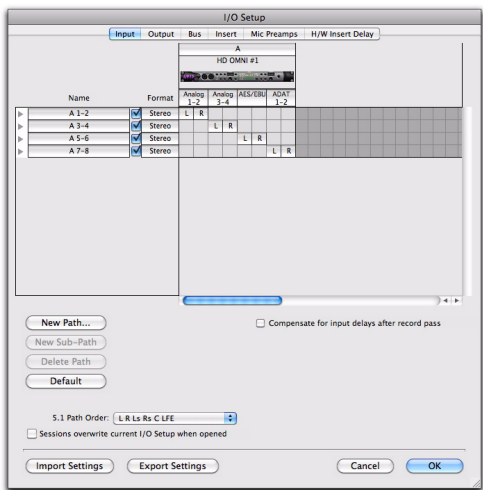 I/O Setup
Input Output Bus Insert Mic Preamps H/W Insert Delay
A
HD OMNI #1
Name Format Analog 1-2 Analog 3-4 AES/EBU ADAT 1-2
A 1-2 Stereo L R
A 3-4 Stereo L R
A 5-6 Stereo L R
A 7-8 Stereo L R
New Path... Compensate for input delays after record pass
New Sub-Path
Delete Path
Default
5.1 Path Order: L R Ls Rs C LFE
Sessions overwrite current I/O Setup when opened
Import Settings Export Settings Cancel OK